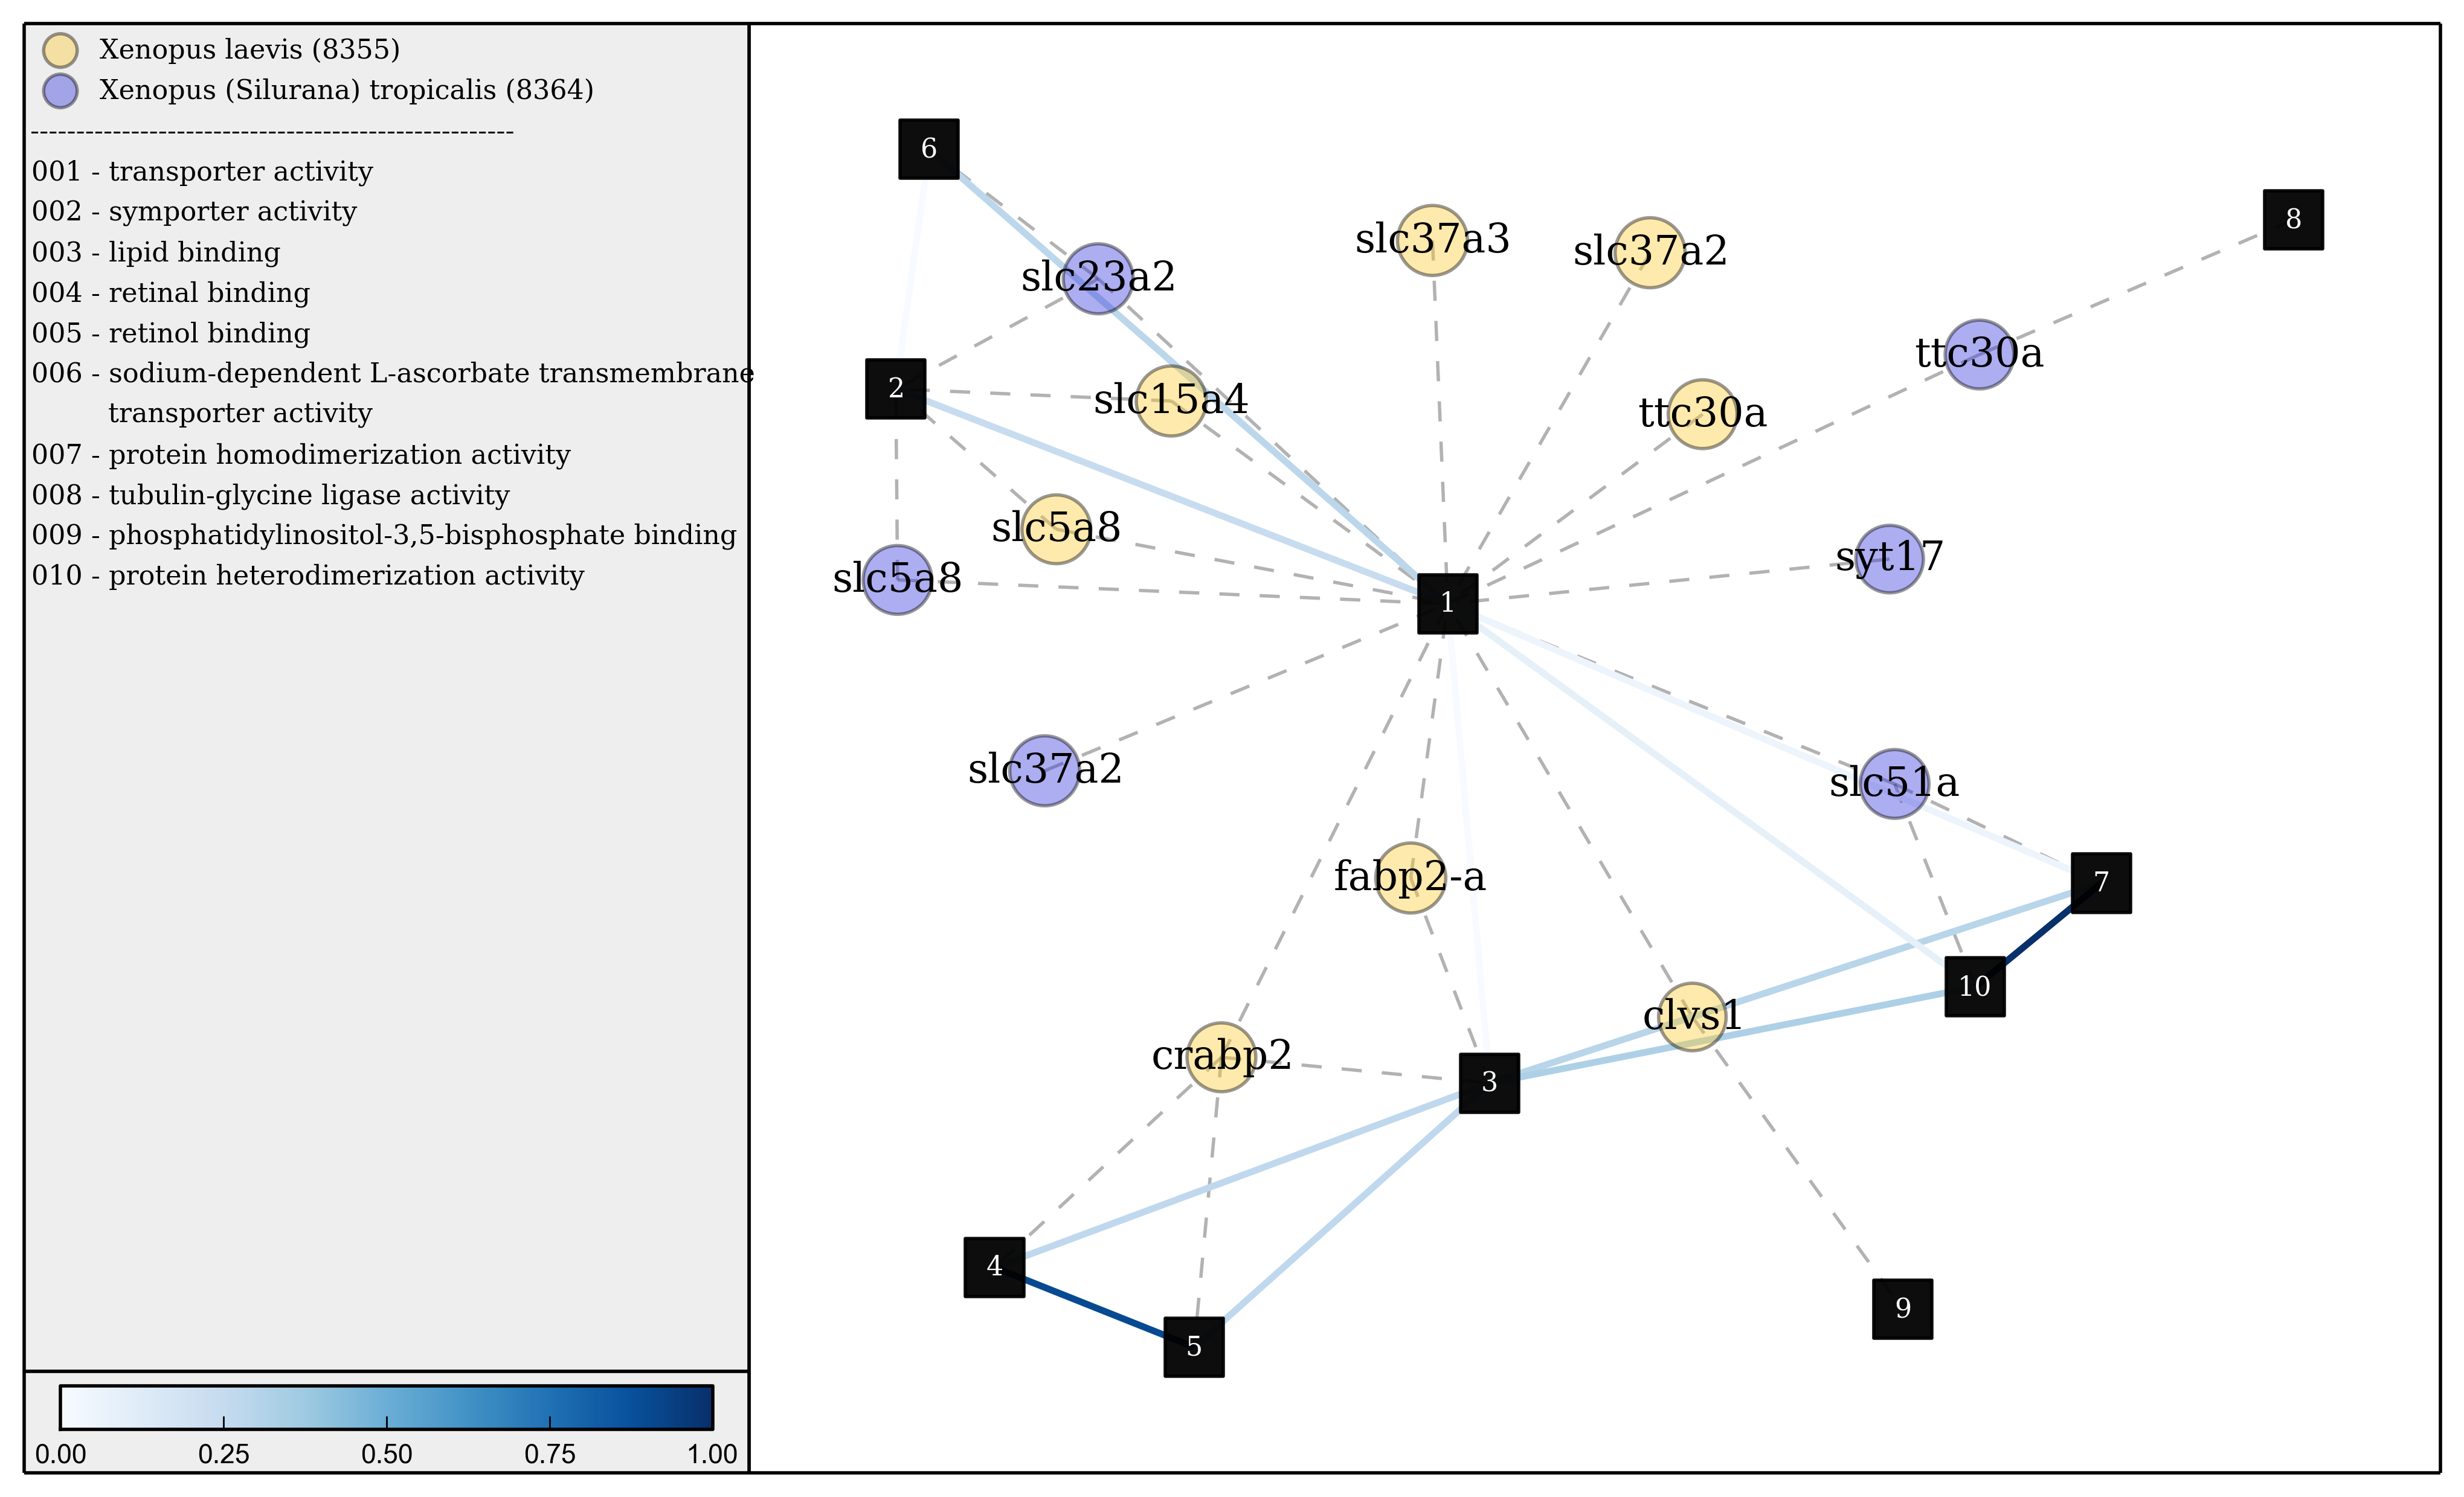 Xenopus laevis (8355)
Xenopus (Silurana) tropicalis (8364)
------------------------------------------------------
001 - transporter activity
002 - symporter activity
003 - lipid binding
004 - retinal binding
005 - retinol binding
006 - sodium-dependent L-ascorbate transmembrane
transporter activity
007 - protein homodimerization activity
008 - tubulin-glycine ligase activity
009 - phosphatidylinositol-3,5-bisphosphate binding
010 - protein heterodimerization activity
0.00 0.25 0.50 0.75 1.00
6
8
slc37a3
slc37a2
slc23a2
ttc30a
2
slc15a4
ttc30a
slc5a8
syt17
slc5a8
1
slc37a2
slc51a
fabp2-a
7
10
clvs1
crabp2
3
4
9
5